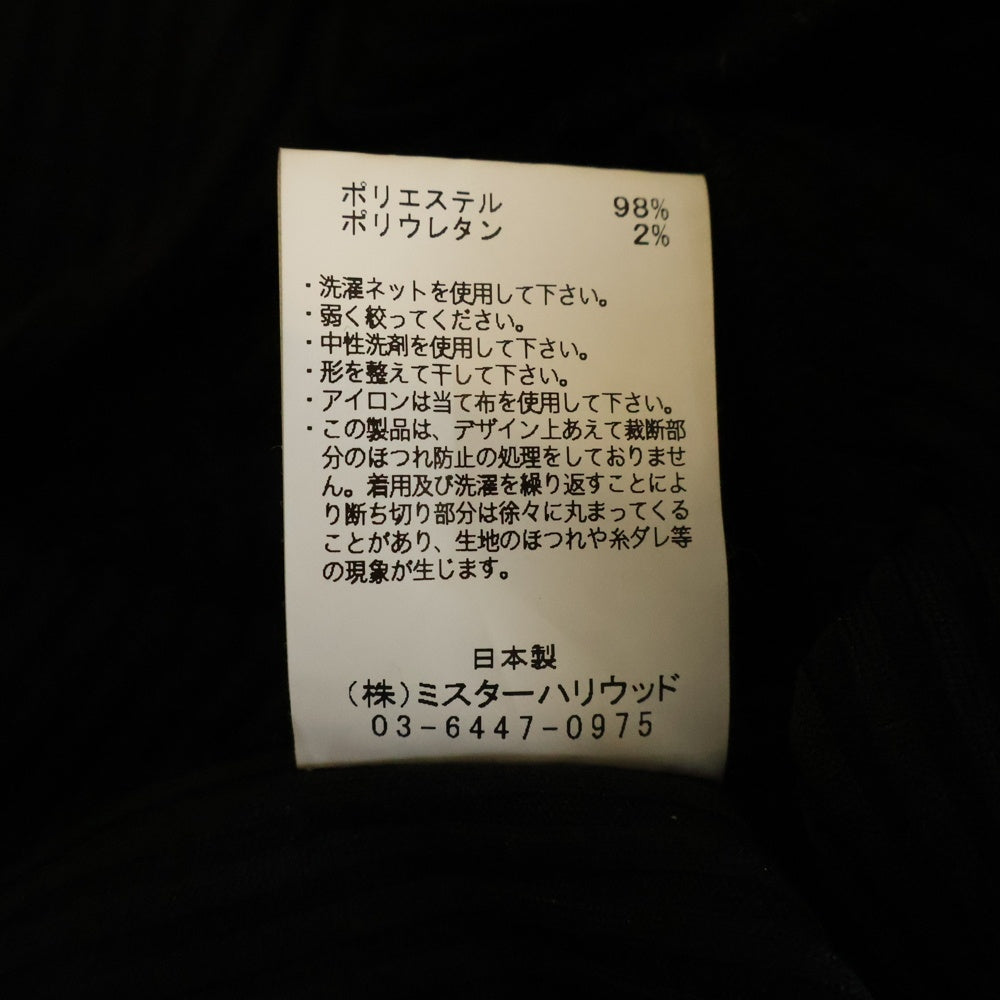 ポリエステル 98%
ポリウレタン 2%
・洗濯ネットを使用して下さい。
・弱く絞ってください。
・中性洗剤を使用して下さい。
・形を整えて干して下さい。
・アイロンは当て布を使用して下さい。
・この製品は、デザイン上あえて裁断部
分のほつれ防止の処理をしておりませ
ん。着用及び洗濯を繰り返すことによ
り断ち切り部分は徐々に丸まってくる
ことがあり、生地のほつれや糸ダレ等
の現象が生じます。
日本製
(株)ミスターハリウッド
03-6447-0975